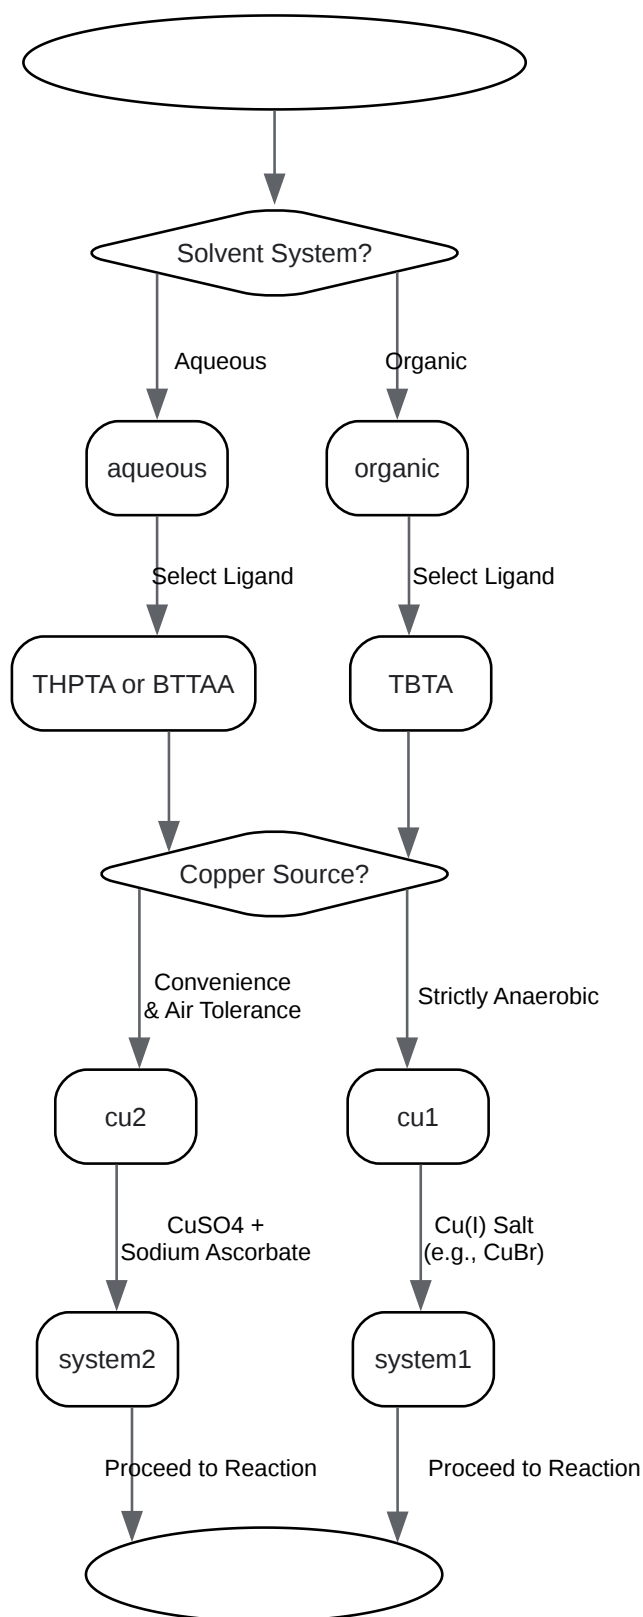 Solvent System?
Aqueous
Organic
aqueous
organic
Select Ligand
Select Ligand
THPTA or BTTAA
TBTA
Copper Source?
Convenience
& Air Tolerance
Strictly Anaerobic
cu2
cu1
CuSO4 +
Sodium Ascorbate
Cu(I) Salt
(e.g., CuBr)
system2
system1
Proceed to Reaction
Proceed to Reaction